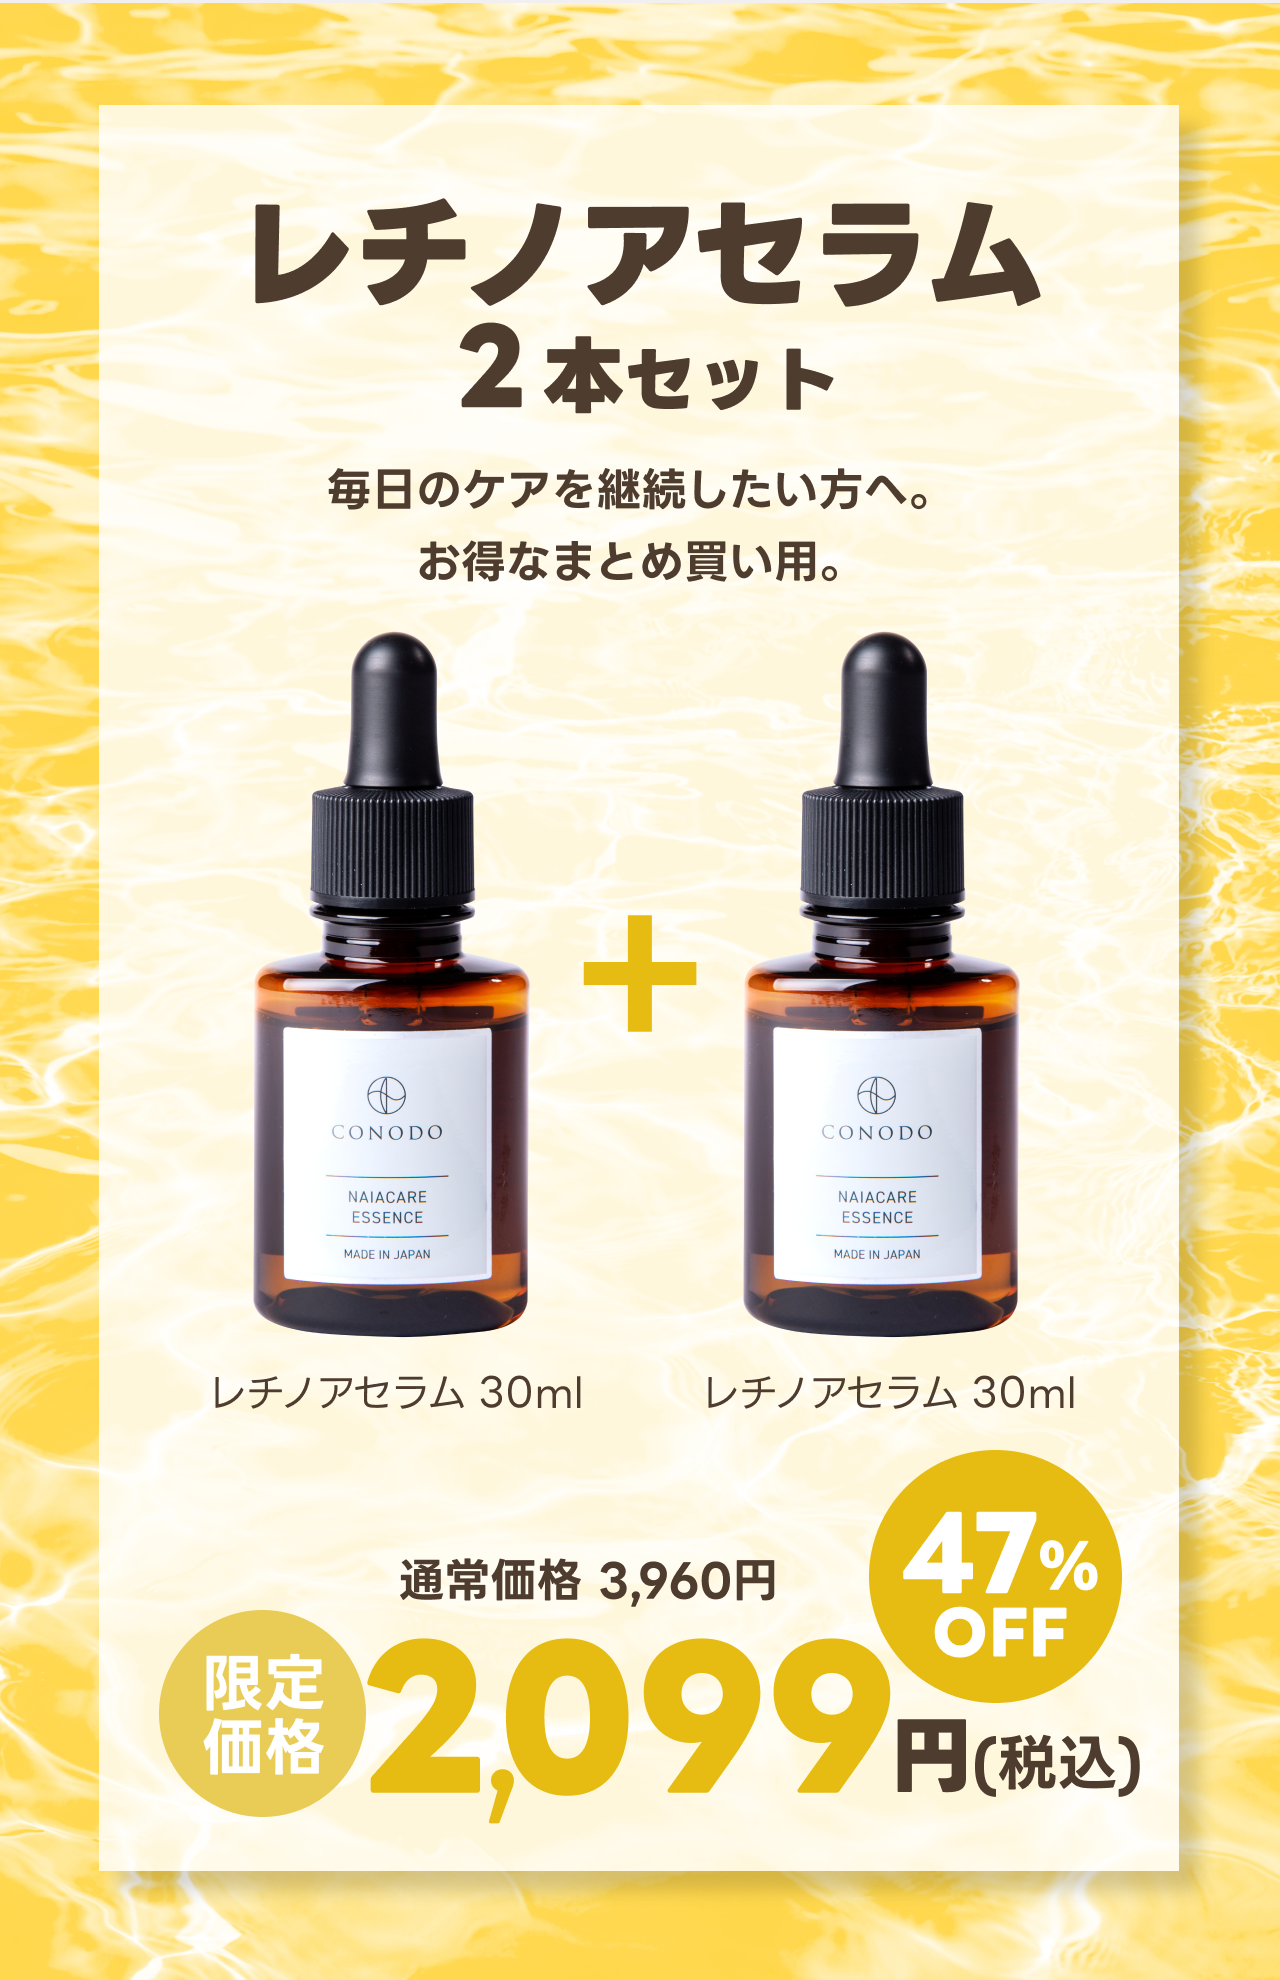 レチノアセラム
2本セット
毎日のケアを継続したい方へ。
お得なまとめ買い用。
+
CONODO
NAIACARE
ESSENCE
MADE IN JAPAN
CONODO
NAIACARE
ESSENCE
MADE IN JAPAN
レチノアセラム 30ml
レチノアセラム 30ml
47%
OFF
通常価格 3,960円
限定
価格
2,099円(税込)